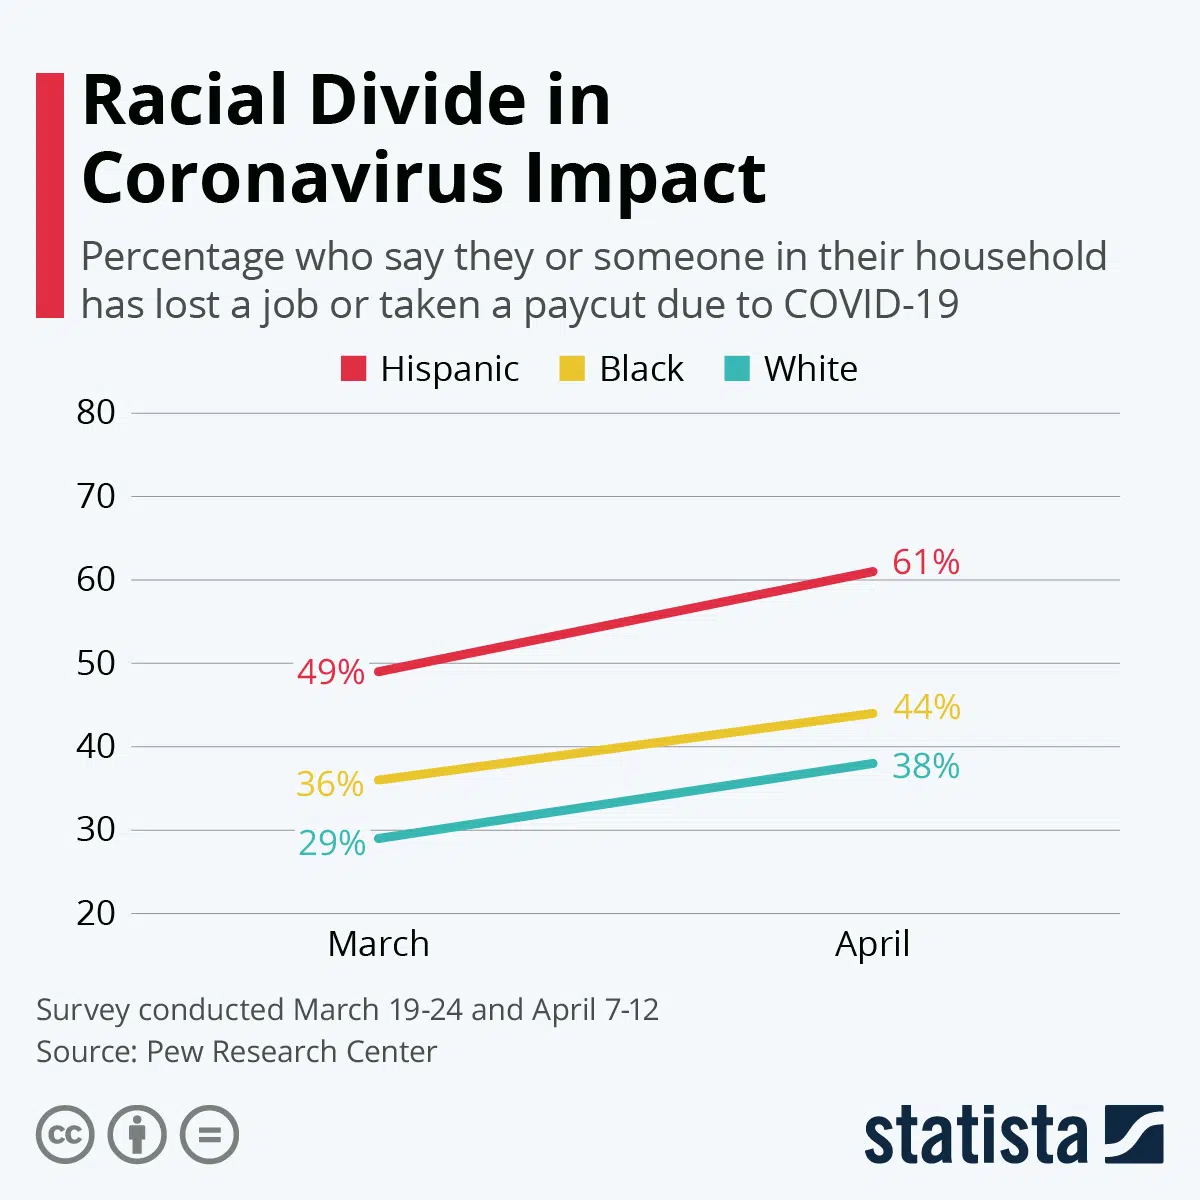 Racial Divide in
Coronavirus Impact
Percentage who say they or someone in their household
has lost a job or taken a paycut due to COVID-19
Hispanic Black White
80
70
61%
60
50
49%
44%
40
38%
36%
30
29%
20
March April
Survey conducted March 19-24 and April 7-12
Source: Pew Research Center
cc
=
statista